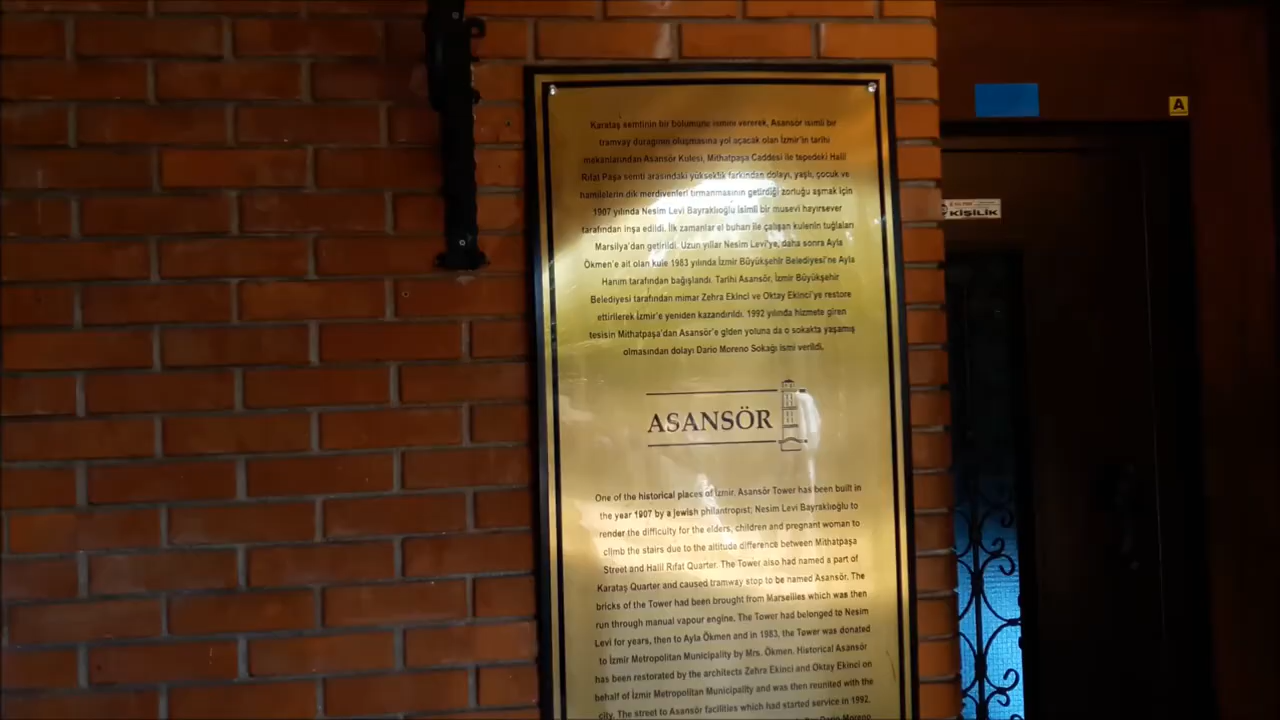 Karataş semtinin bir bölümüne ismini vererek, Asansör isimli bir
tramvay durağının oluşmasına yol açacak olan İzmir'in tarihi
mekanlarından Asansör Kulesi, Mithatpaşa Caddesi ile tepedeki Halil
Rıfat Paşa semti arasındaki yükseklik farkından dolayı, yaşlı, çocuk ve
hamilelerin dik merdivenleri tırmanmasının getirdiği zorluğu aşmak için
1907 yılında Nesim Levi Bayraklıoğlu isimli bir musevi hayırsever
tarafından inşa edildi. İlk zamanlar el buharı ile çalışan kulenin tuğlaları
Marsilya'dan getirildi. Uzun yıllar Nesim Levi'ye, daha sonra Ayla
Ökmen'e ait olan kule 1983 yılında İzmir Büyükşehir Belediyesi'ne Ayla
Hanım tarafından bağışlandı. Tarihi Asansör, İzmir Büyükşehir
Belediyesi tarafından mimar Zehra Ekinci ve Oktay Ekinci'ye restore
ettirilerek İzmir'e yeniden kazandırıldı. 1992 yılında hizmete giren
tesisin Mithatpaşa'dan Asansör'e giden yoluna da o sokakta yaşamış
olmasından dolayı Dario Moreno Sokağı ismi verildi.
ASANSÖR
One of the historical places of İzmir, Asansör Tower has been built in
the year 1907 by a jewish philantropist; Nesim Levi Bayraklıoğlu to
render the difficulty for the elders, children and pregnant woman to
climb the stairs due to the altitude difference between Mithatpaşa
Street and Halil Rıfat Quarter. The Tower also had named a part of
Karataş Quarter and caused tramway stop to be named Asansör. The
bricks of the Tower had been brought from Marseilles which was then
run through manual vapour engine. The Tower had belonged to Nesim
Levi for years, then to Ayla Ökmen and in 1983, the Tower was donated
to İzmir Metropolitan Municipality by Mrs. Ökmen. Historical Asansör
has been restorated by the architects Zehra Ekinci and Oktay Ekinci on
behalf of İzmir Metropolitan Municipality and was then reunited with the
city. The street to Asansör facilities which had started service in 1992,
Dario Moreno
A
KİŞİLİK